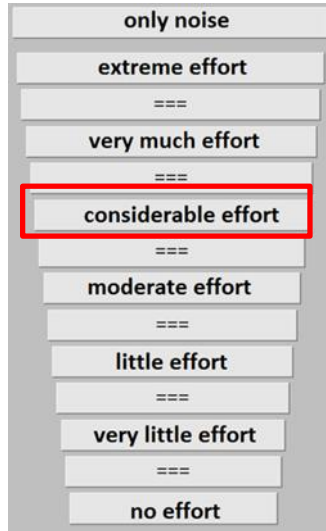 only noise
extreme effort
===
very much effort
===
considerable effort
===
moderate effort
===
little effort
===
very little effort
===
no effort